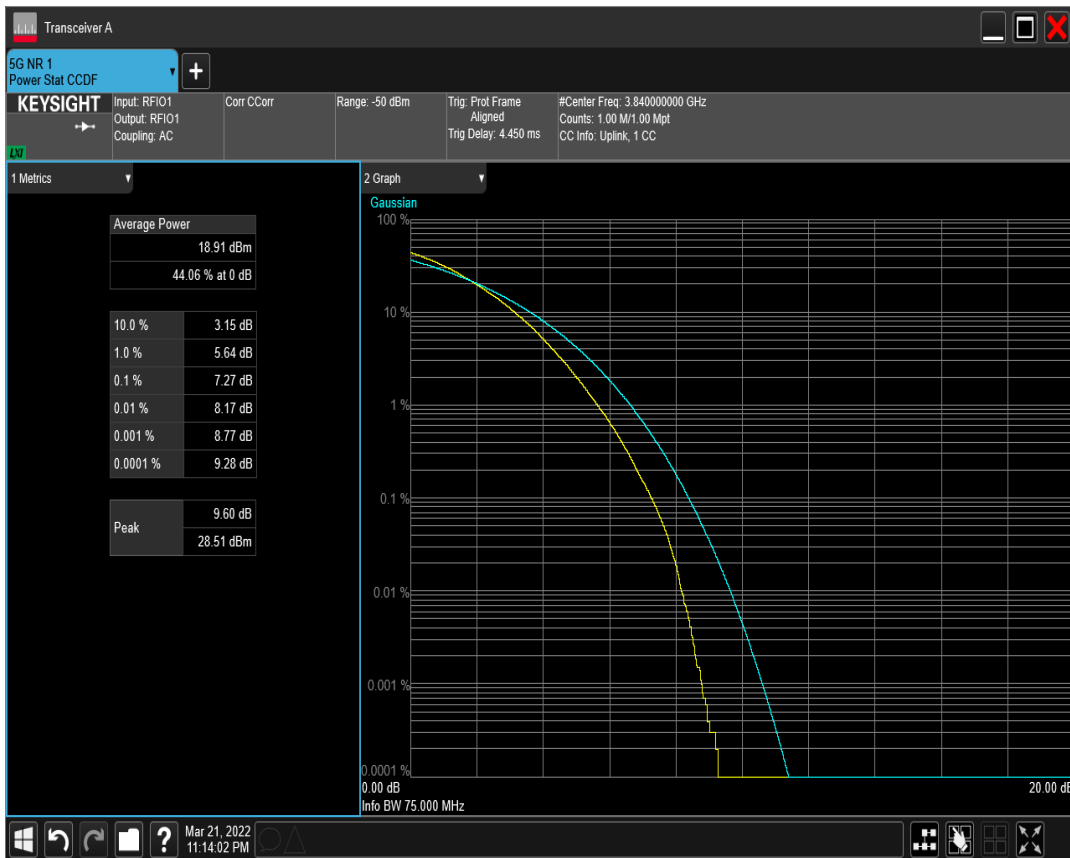 Transceiver A
5G NR 1
Power Stat CCDF
KEYSIGHT
LXI
Input: RFIO1
Output: RFIO1
Coupling: AC
Corr CCorr
Range: -50 dBm
Trig: Prot Frame
Aligned
Trig Delay: 4.450 ms
#Center Freq: 3.840000000 GHz
Counts: 1.00 M/1.00 Mpt
CC Info: Uplink, 1 CC
1 Metrics
Average Power
18.91 dBm
44.06 % at 0 dB
10.0 % 3.15 dB
1.0 % 5.64 dB
0.1 % 7.27 dB
0.01 % 8.17 dB
0.001 % 8.77 dB
0.0001 % 9.28 dB
Peak
9.60 dB
28.51 dBm
2 Graph
Gaussian
100 %
10 %
1 %
0.1 %
0.01 %
0.001 %
0.0001 %
0.00 dB 20.00 dB
Info BW 75.000 MHz
?
Mar 21, 2022
11:14:02 PM